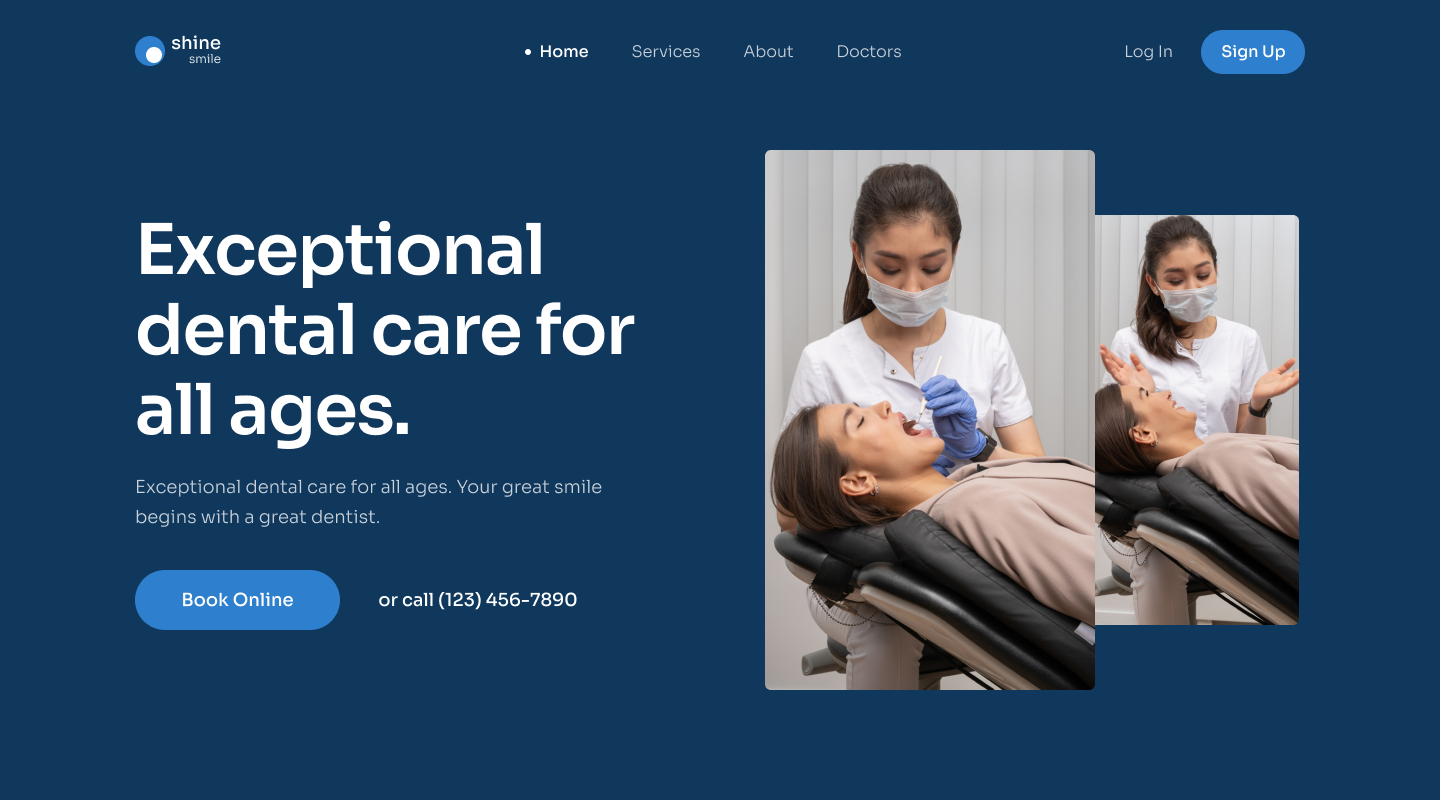 shine
smile
Home
Services
About
Doctors
Log In
Sign Up
Exceptional
dental care for
all ages.
Exceptional dental care for all ages. Your great smile
begins with a great dentist.
Book Online
or call (123) 456-7890